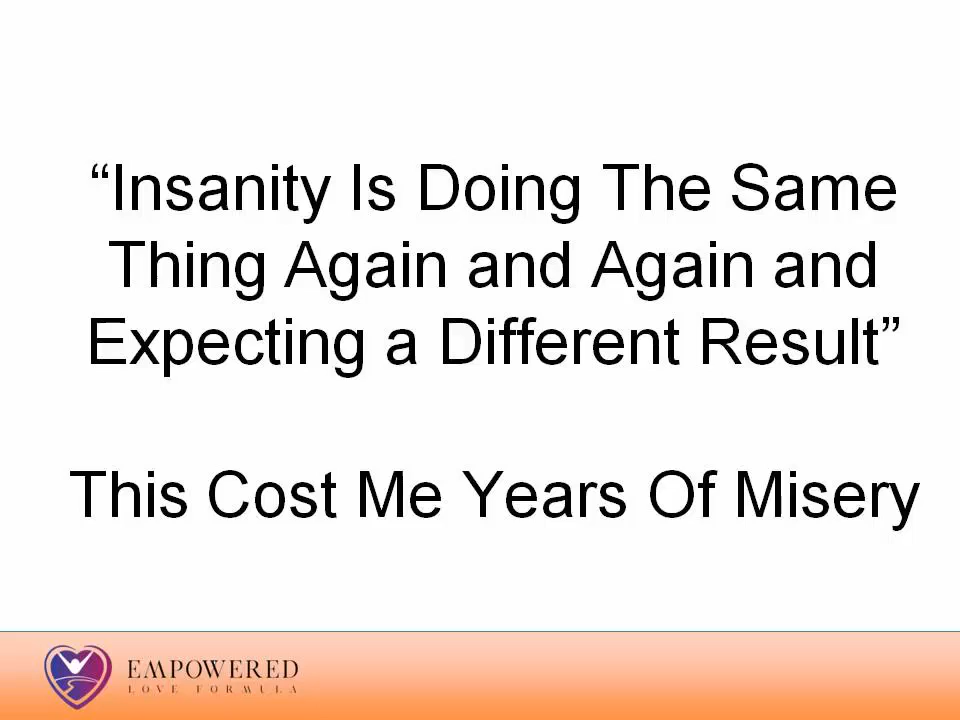 “Insanity Is Doing The Same
Thing Again and Again and
Expecting a Different Result”
This Cost Me Years Of Misery
EMPOWERED
LOVE FORMULA